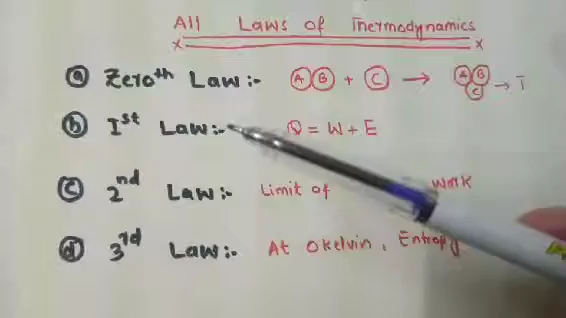 All Laws of Thermodynamics
ⓐ Zeroth Law:- A B + C → A B C → T
ⓑ Ist Law:- Q = W + E
ⓒ 2nd Law:- Limit of work
ⓓ 3rd Law:- At 0 Kelvin, Entropy